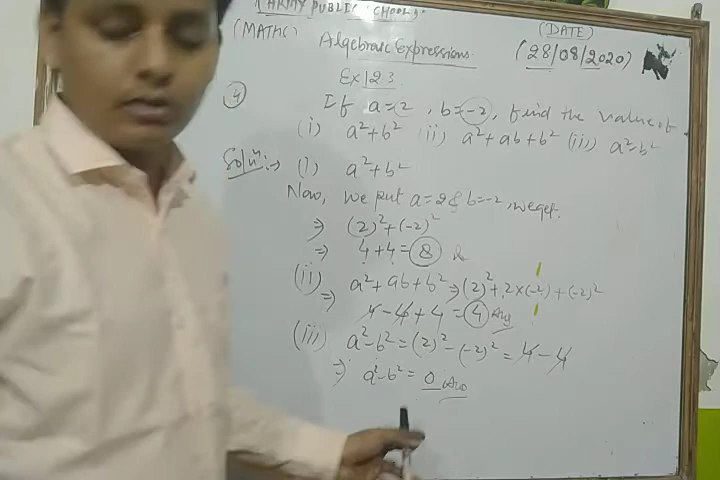 (ARMY PUBLIC SCHOOL)
(MATHS)
Algebraic Expressions
(DATE)
(28/08/2020)
Ex 12.3
(4) If a=2, b=-2, find the value of
(i) a²+b² (ii) a²+ab+b² (iii) a²-b²
Solun:→ (i) a²+b²
Now, we put a=2 & b=-2, we get.
⇒ (2)²+(-2)²
⇒ 4+4=8
(ii) a²+ab+b² ⇒ (2)²+2×(-2)+(-2)²
⇒ 4-4+4=4 Ans
(iii) a²-b² = (2)²-(-2)² = 4-4
⇒ a²-b² = 0 Ans